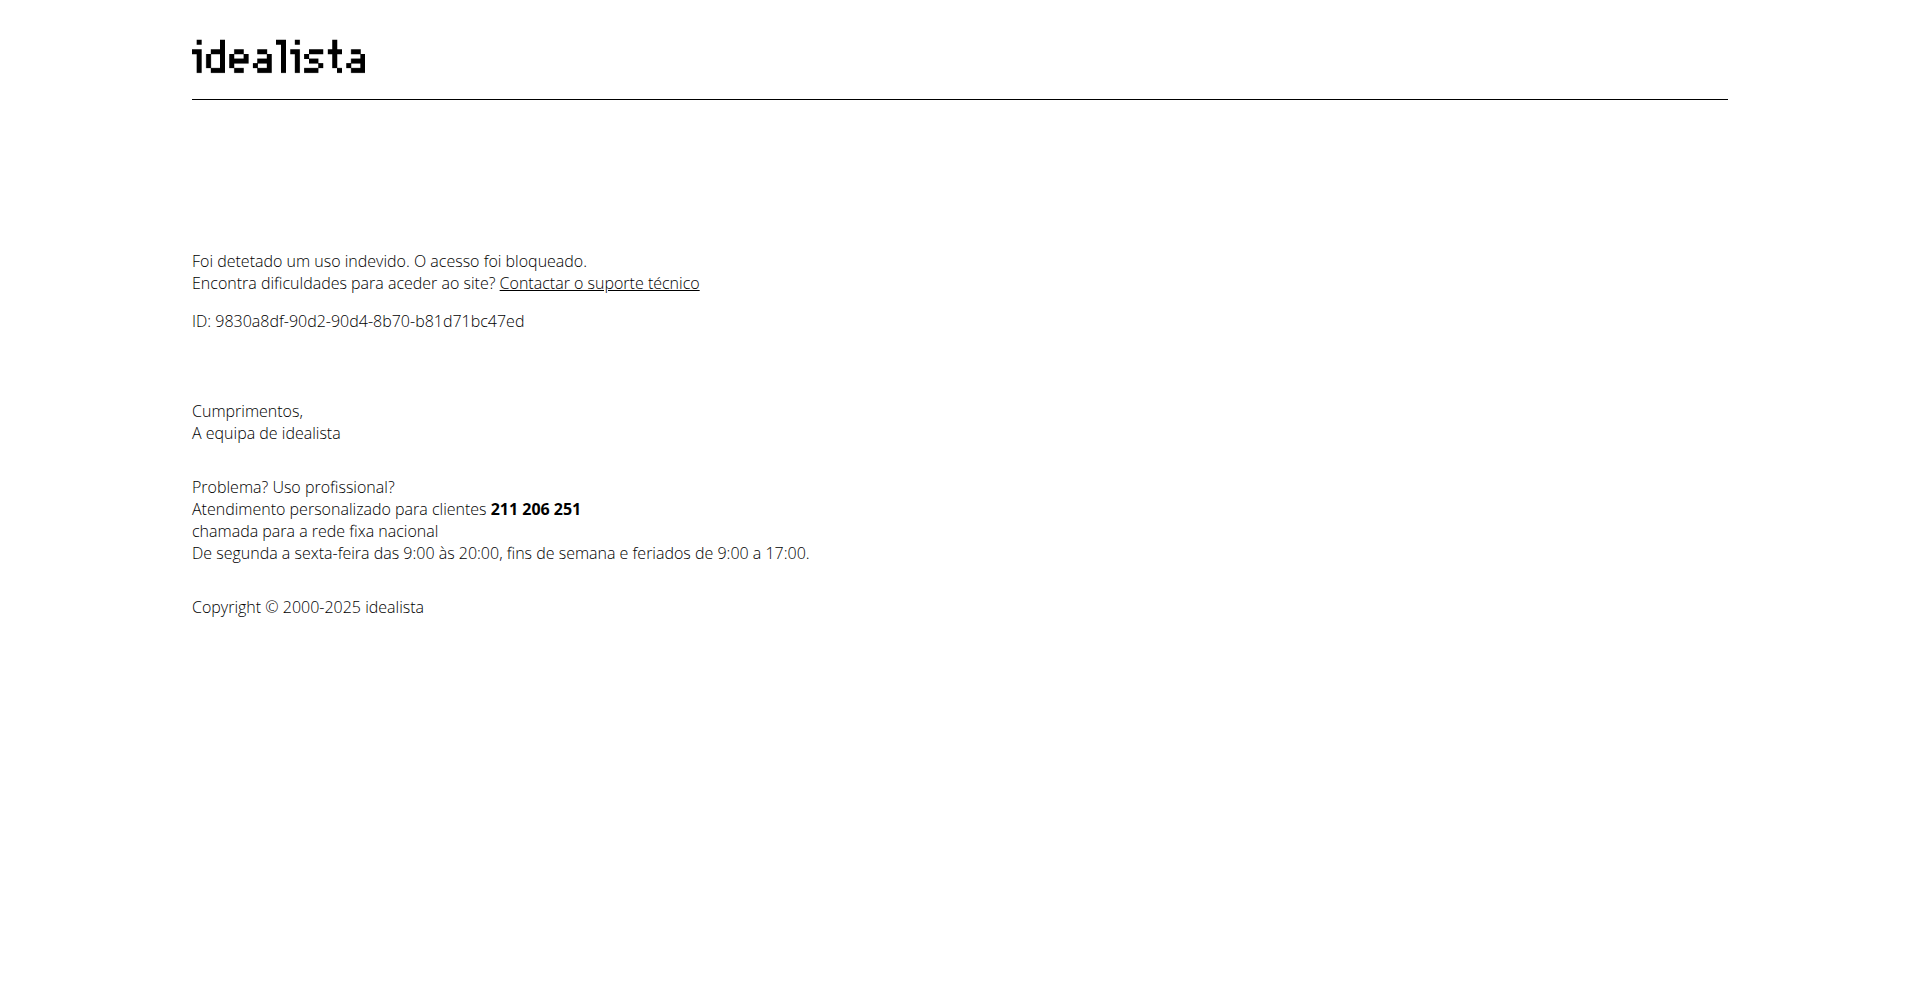 idealista
Foi detetado um uso indevido. O acesso foi bloqueado.
Encontra dificuldades para aceder ao site? Contactar o suporte técnico
ID: 9830a8df-90d2-90d4-8b70-b81d71bc47ed
Cumprimentos,
A equipa de idealista
Problema? Uso profissional?
Atendimento personalizado para clientes 211 206 251
chamada para a rede fixa nacional
De segunda a sexta-feira das 9:00 às 20:00, fins de semana e feriados de 9:00 a 17:00.
Copyright © 2000-2025 idealista